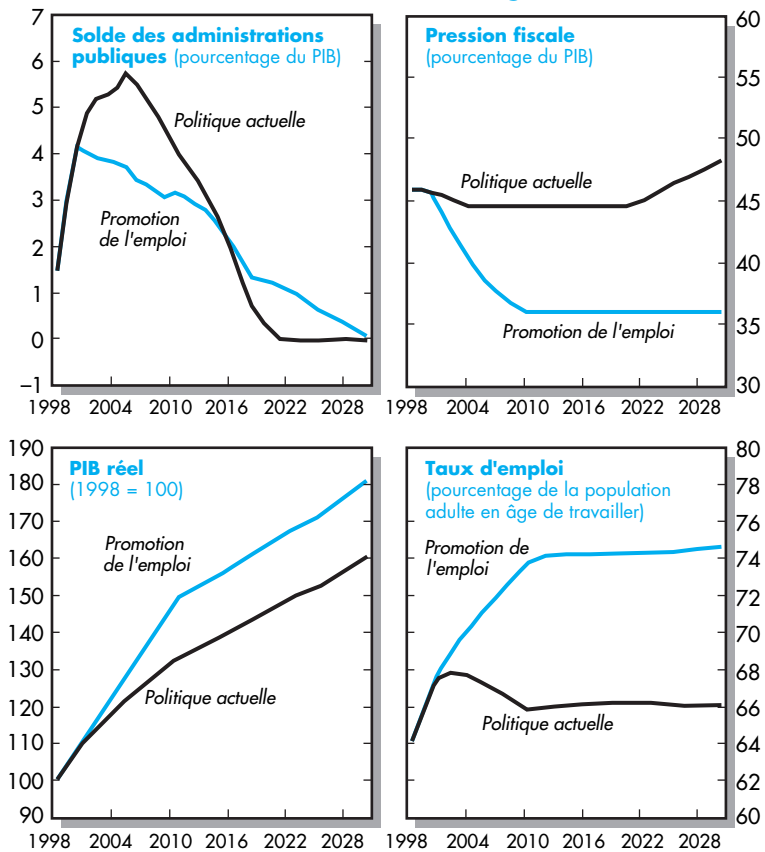 Solde des administrations
publiques (pourcentage du PIB)
Politique actuelle
Promotion
de l'emploi
7
6
5
4
3
2
1
0
–1
1998 2004 2010 2016 2022 2028
Pression fiscale
(pourcentage du PIB)
Politique actuelle
Promotion de l'emploi
60
55
50
45
40
35
30
1998 2004 2010 2016 2022 2028
PIB réel
(1998 = 100)
Promotion
de l'emploi
Politique actuelle
190
180
170
160
150
140
130
120
110
100
90
1998 2004 2010 2016 2022 2028
Taux d'emploi
(pourcentage de la population
adulte en âge de travailler)
Promotion de
l'emploi
Politique actuelle
80
78
76
74
72
70
68
66
64
62
60
1998 2004 2010 2016 2022 2028